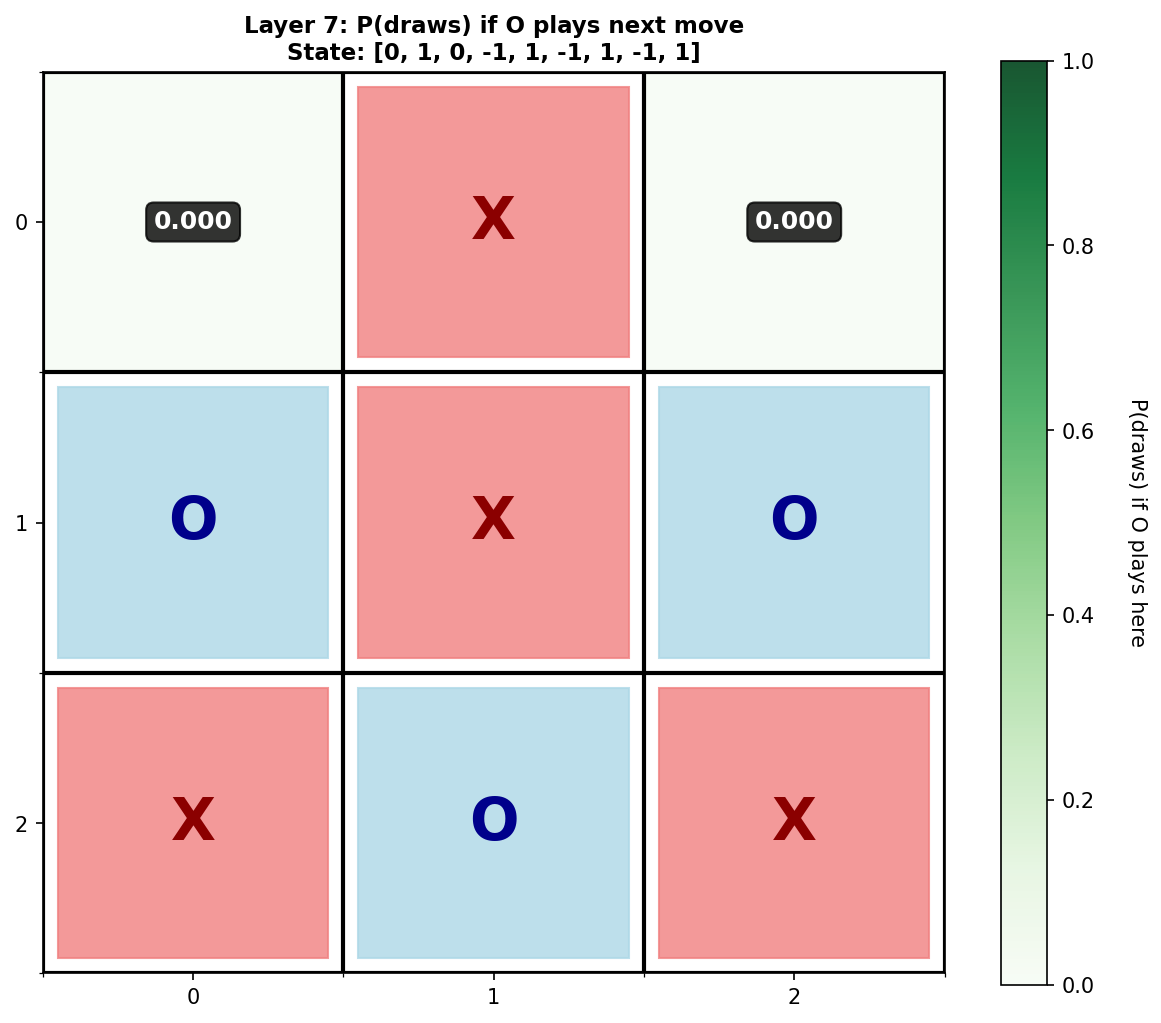 Layer 7: P(draws) if O plays next move
State: [0, 1, 0, -1, 1, -1, 1, -1, 1]
0.000 X 0.000
O X O
X O X
0
1
2
0 1 2
1.0
0.8
0.6
0.4
0.2
0.0
P(draws) if O plays here